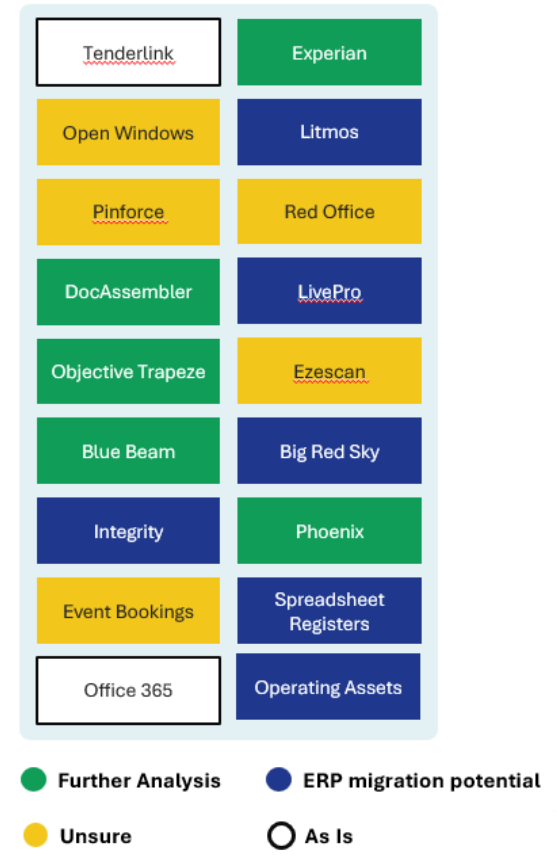 Tenderlink
Experian
Open Windows
Litmos
Pinforce
Red Office
DocAssembler
LivePro
Objective Trapeze
Ezescan
Blue Beam
Big Red Sky
Integrity
Phoenix
Event Bookings
Spreadsheet
Registers
Office 365
Operating Assets
Further Analysis
ERP migration potential
Unsure
As Is